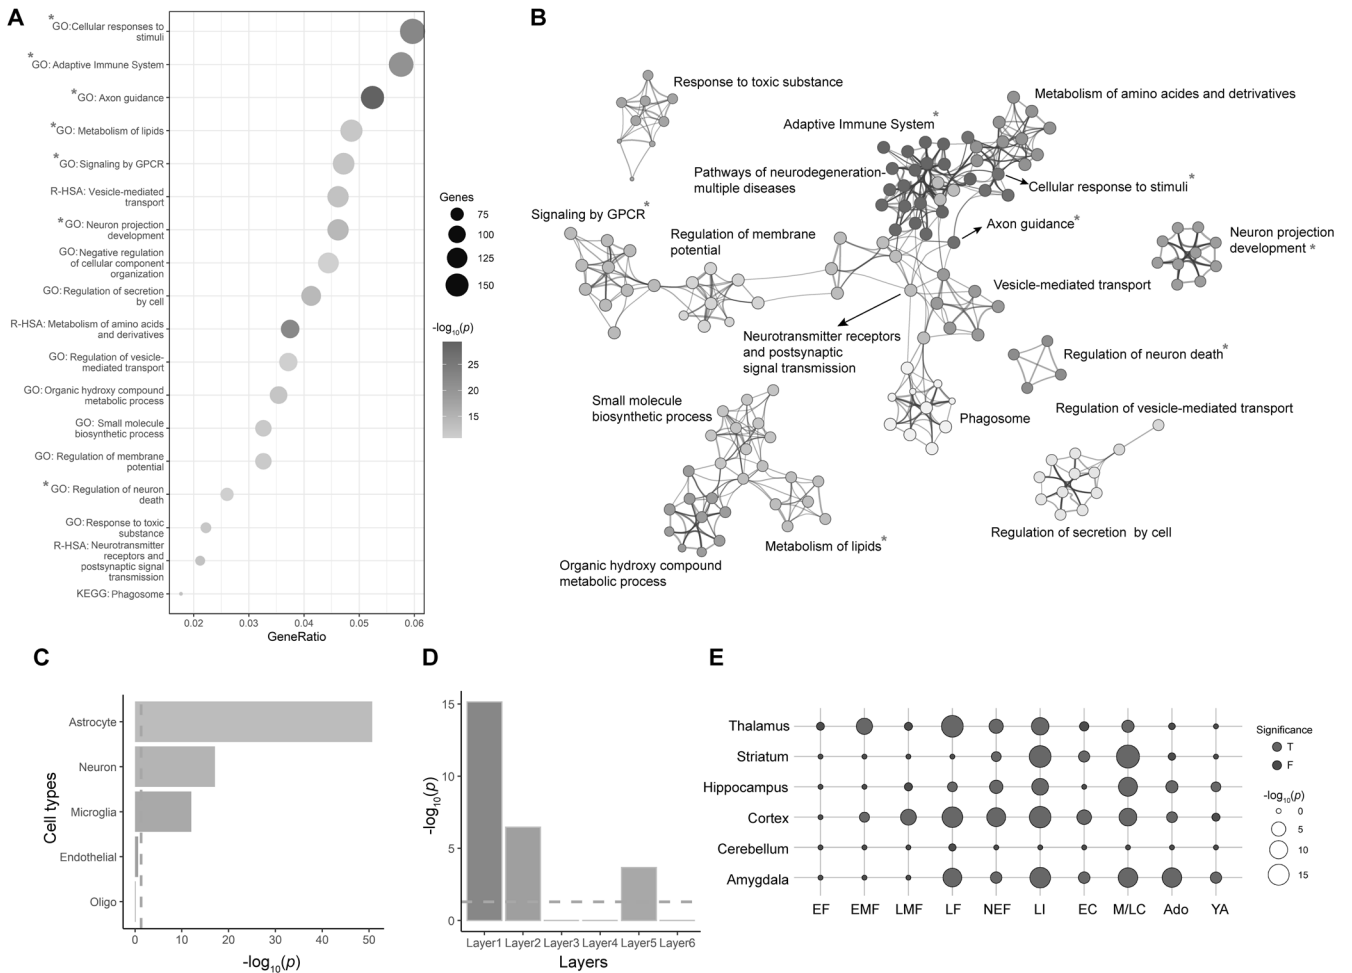 A
*GO:Cellular responses to
stimuli
*GO: Adaptive Immune System
*GO: Axon guidance
*GO: Metabolism of lipids
*GO: Signaling by GPCR
R-HSA: Vesicle-mediated
transport
*GO: Neuron projection
development
GO: Negative regulation
of cellular component
organization
GO: Regulation of secretion
by cell
R-HSA: Metabolism of amino acids
and derivatives
GO: Regulation of vesicle-
mediated transport
GO: Organic hydroxy compound
metabolic process
GO: Small molecule
biosynthetic process
GO: Regulation of membrane
potential
*GO: Regulation of neuron
death
GO: Response to toxic
substance
R-HSA: Neurotransmitter
receptors and
postsynaptic signal
transmission
KEGG: Phagosome
0.02 0.03 0.04 0.05 0.06
GeneRatio
Genes
75
100
125
150
-log10(p)
25
20
15
B
Response to toxic substance
Metabolism of amino acides and detrivatives
Adaptive Immune System*
Pathways of neurodegeneration-
multiple diseases
Cellular response to stimuli*
Signaling by GPCR*
Axon guidance*
Regulation of membrane
potential
Neuron projection
development *
Vesicle-mediated transport
Neurotransmitter receptors
and postsynaptic
signal transmission
Regulation of neuron death*
Small molecule
biosynthetic process
Phagosome
Regulation of vesicle-mediated transport
Regulation of secretion by cell
Metabolism of lipids*
Organic hydroxy compound
metabolic process
C
Cell types
Astrocyte
Neuron
Microglia
Endothelial
Oligo
0 10 20 30 40 50
-log10(p)
D
-log10(p)
15
10
5
0
Layer1 Layer2 Layer3 Layer4 Layer5 Layer6
Layers
E
Thalamus
Striatum
Hippocampus
Cortex
Cerebellum
Amygdala
EF EMF LMF LF NEF LI EC M/LC Ado YA
Significance
T
F
-log10(p)
0
5
10
15